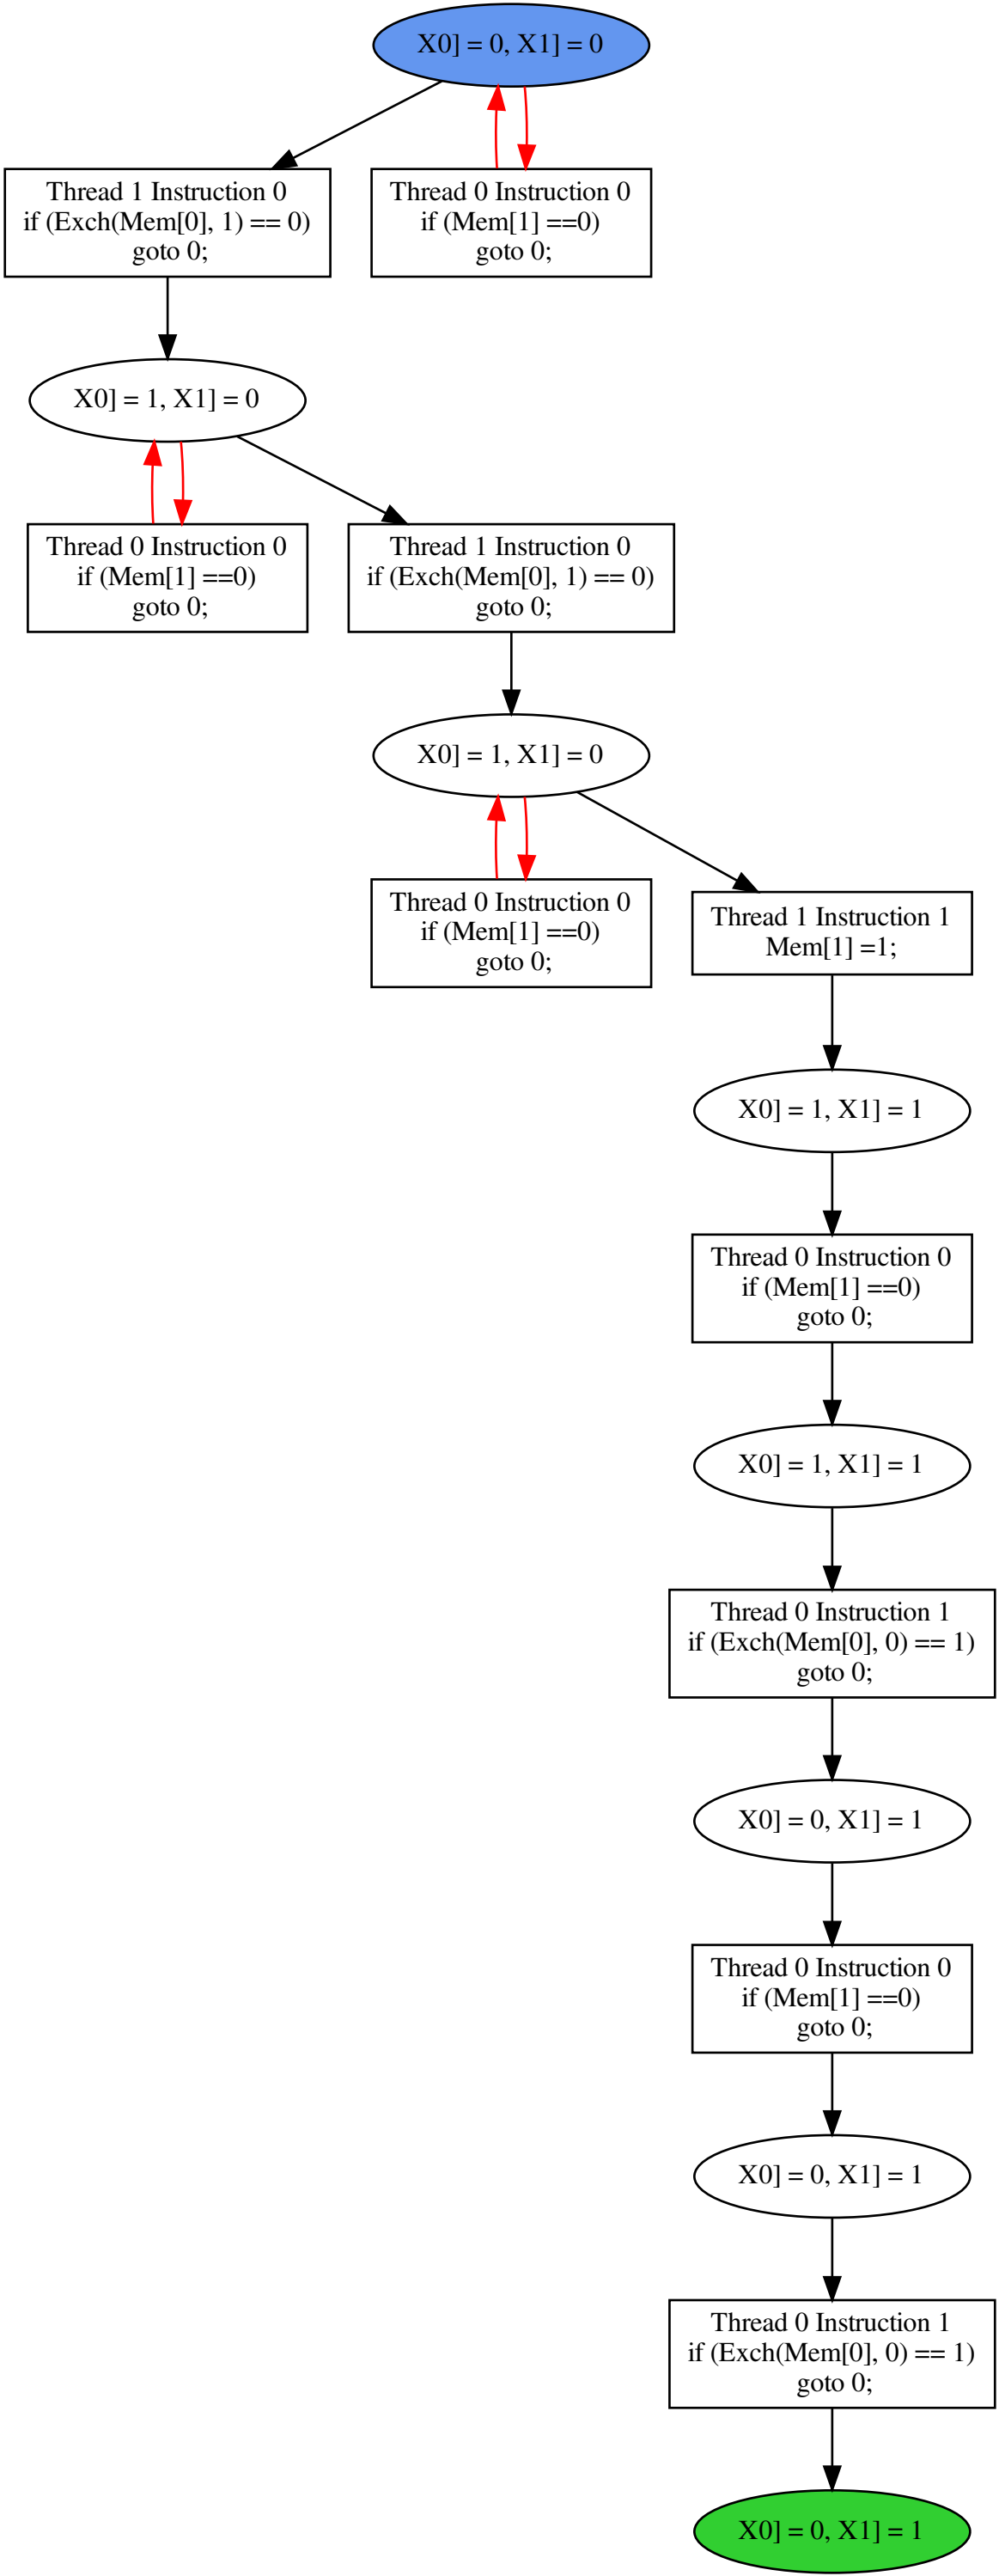 X0] = 0, X1] = 0
Thread 1 Instruction 0
if (Exch(Mem[0], 1) == 0)
goto 0;
Thread 0 Instruction 0
if (Mem[1] ==0)
goto 0;
X0] = 1, X1] = 0
Thread 0 Instruction 0
if (Mem[1] ==0)
goto 0;
Thread 1 Instruction 0
if (Exch(Mem[0], 1) == 0)
goto 0;
X0] = 1, X1] = 0
Thread 0 Instruction 0
if (Mem[1] ==0)
goto 0;
Thread 1 Instruction 1
Mem[1] =1;
X0] = 1, X1] = 1
Thread 0 Instruction 0
if (Mem[1] ==0)
goto 0;
X0] = 1, X1] = 1
Thread 0 Instruction 1
if (Exch(Mem[0], 0) == 1)
goto 0;
X0] = 0, X1] = 1
Thread 0 Instruction 0
if (Mem[1] ==0)
goto 0;
X0] = 0, X1] = 1
Thread 0 Instruction 1
if (Exch(Mem[0], 0) == 1)
goto 0;
X0] = 0, X1] = 1